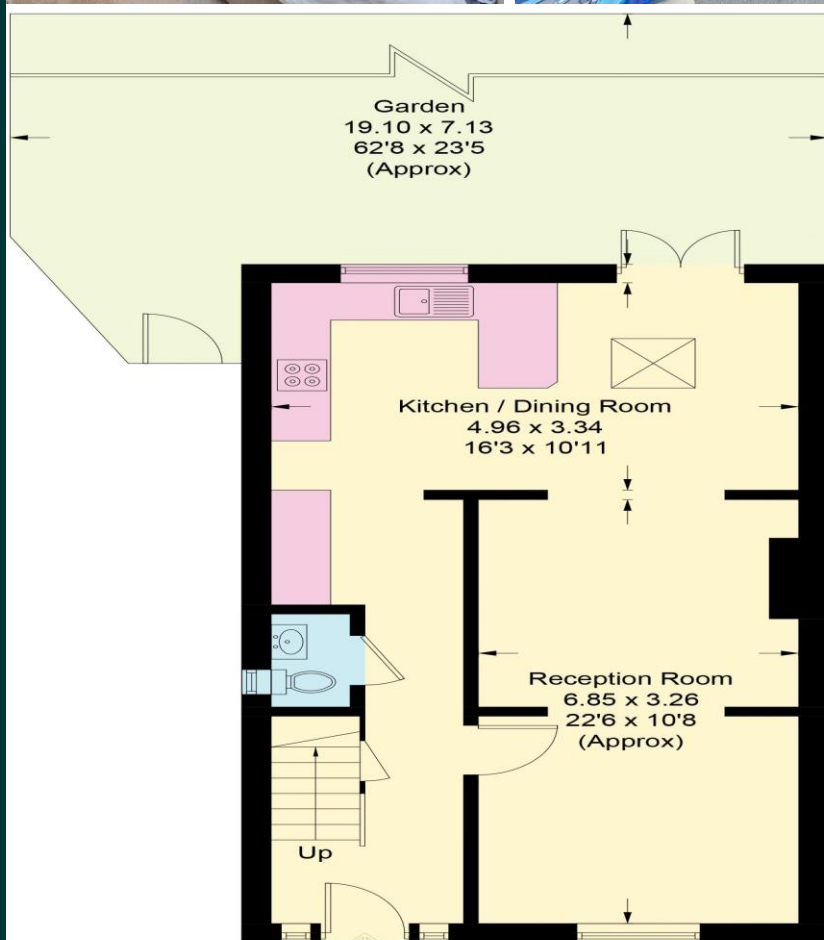 Garden
19.10 x 7.13
62'8 x 23'5
(Approx)
Kitchen / Dining Room
4.96 x 3.34
16'3 x 10'11
Reception Room
6.85 x 3.26
22'6 x 10'8
(Approx)
Up